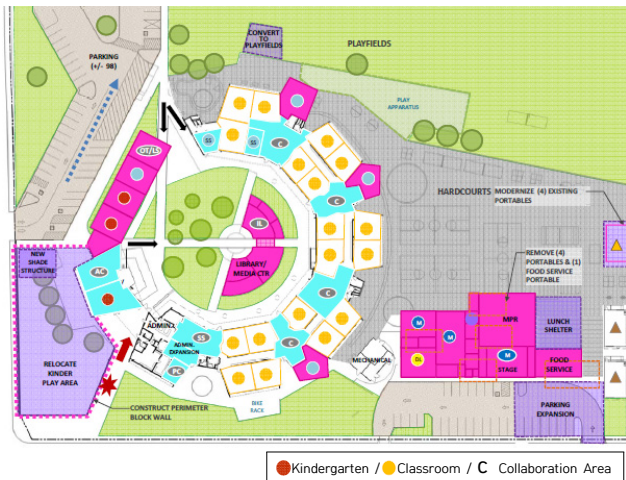 CONVERT
TO
PLAYFIELDS
PLAYFIELDS
PARKING
(+/- 98)
PLAY
APPARATUS
OT/LS
SS
SS
C
C
HARDCOURTS
MODERNIZE (4) EXISTING
PORTABLES
IL
LIBRARY/
MEDIA CTR
NEW
SHADE
STRUCTURE
AC
REMOVE (4)
PORTABLES & (1)
FOOD SERVICE
PORTABLE
C
ADMIN
ADMIN.
EXPANSION
SS
C
PC
M
M
M
DL
MPR
STAGE
LUNCH
SHELTER
FOOD
SERVICE
MECHANICAL
RELOCATE
KINDER
PLAY AREA
CONSTRUCT PERIMETER
BLOCK WALL
BIKE
RACK
PARKING
EXPANSION
Kindergarten / Classroom / C Collaboration Area